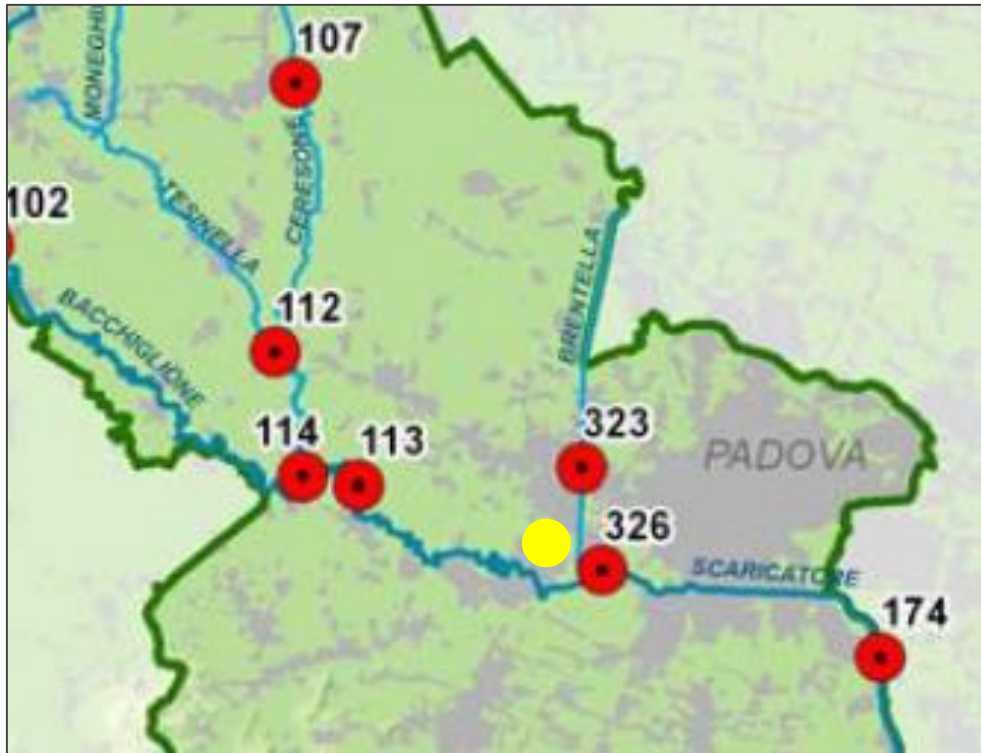 107
MONEGHI
CERESONE
102
TESINELLA
BRENTELLA
BACCHIGLIONE
112
114
113
323
PADOVA
326
SCARICATORE
174